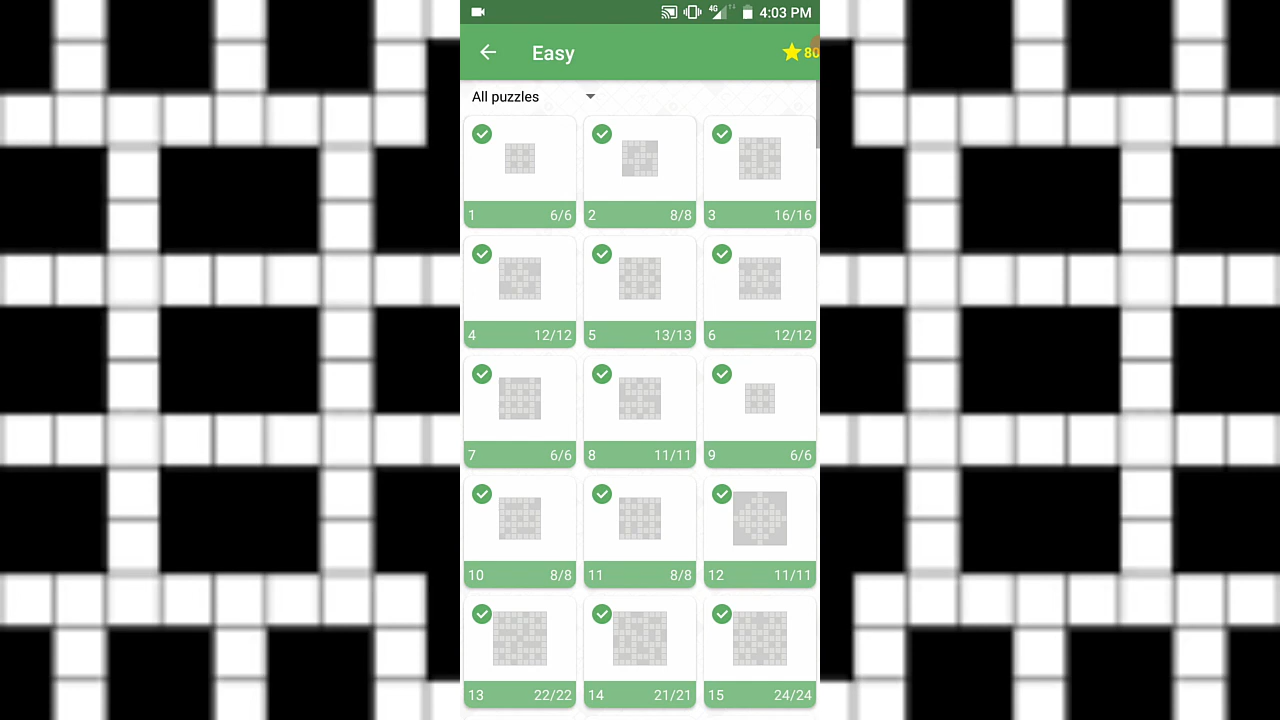 4G 4:03 PM
Easy 80
All puzzles
1 6/6 2 8/8 3 16/16
4 12/12 5 13/13 6 12/12
7 6/6 8 11/11 9 6/6
10 8/8 11 8/8 12 11/11
13 22/22 14 21/21 15 24/24